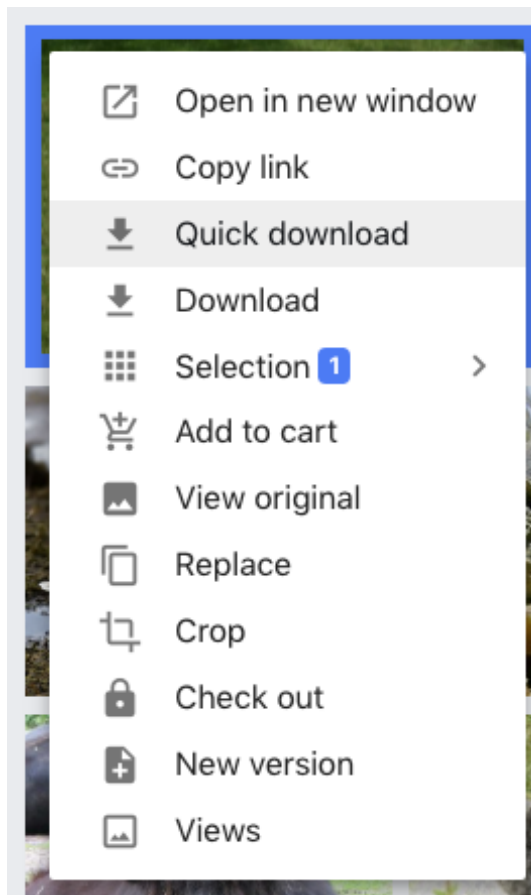 Open in new window
Copy link
Quick download
Download
Selection 1
Add to cart
View original
Replace
Crop
Check out
New version
Views